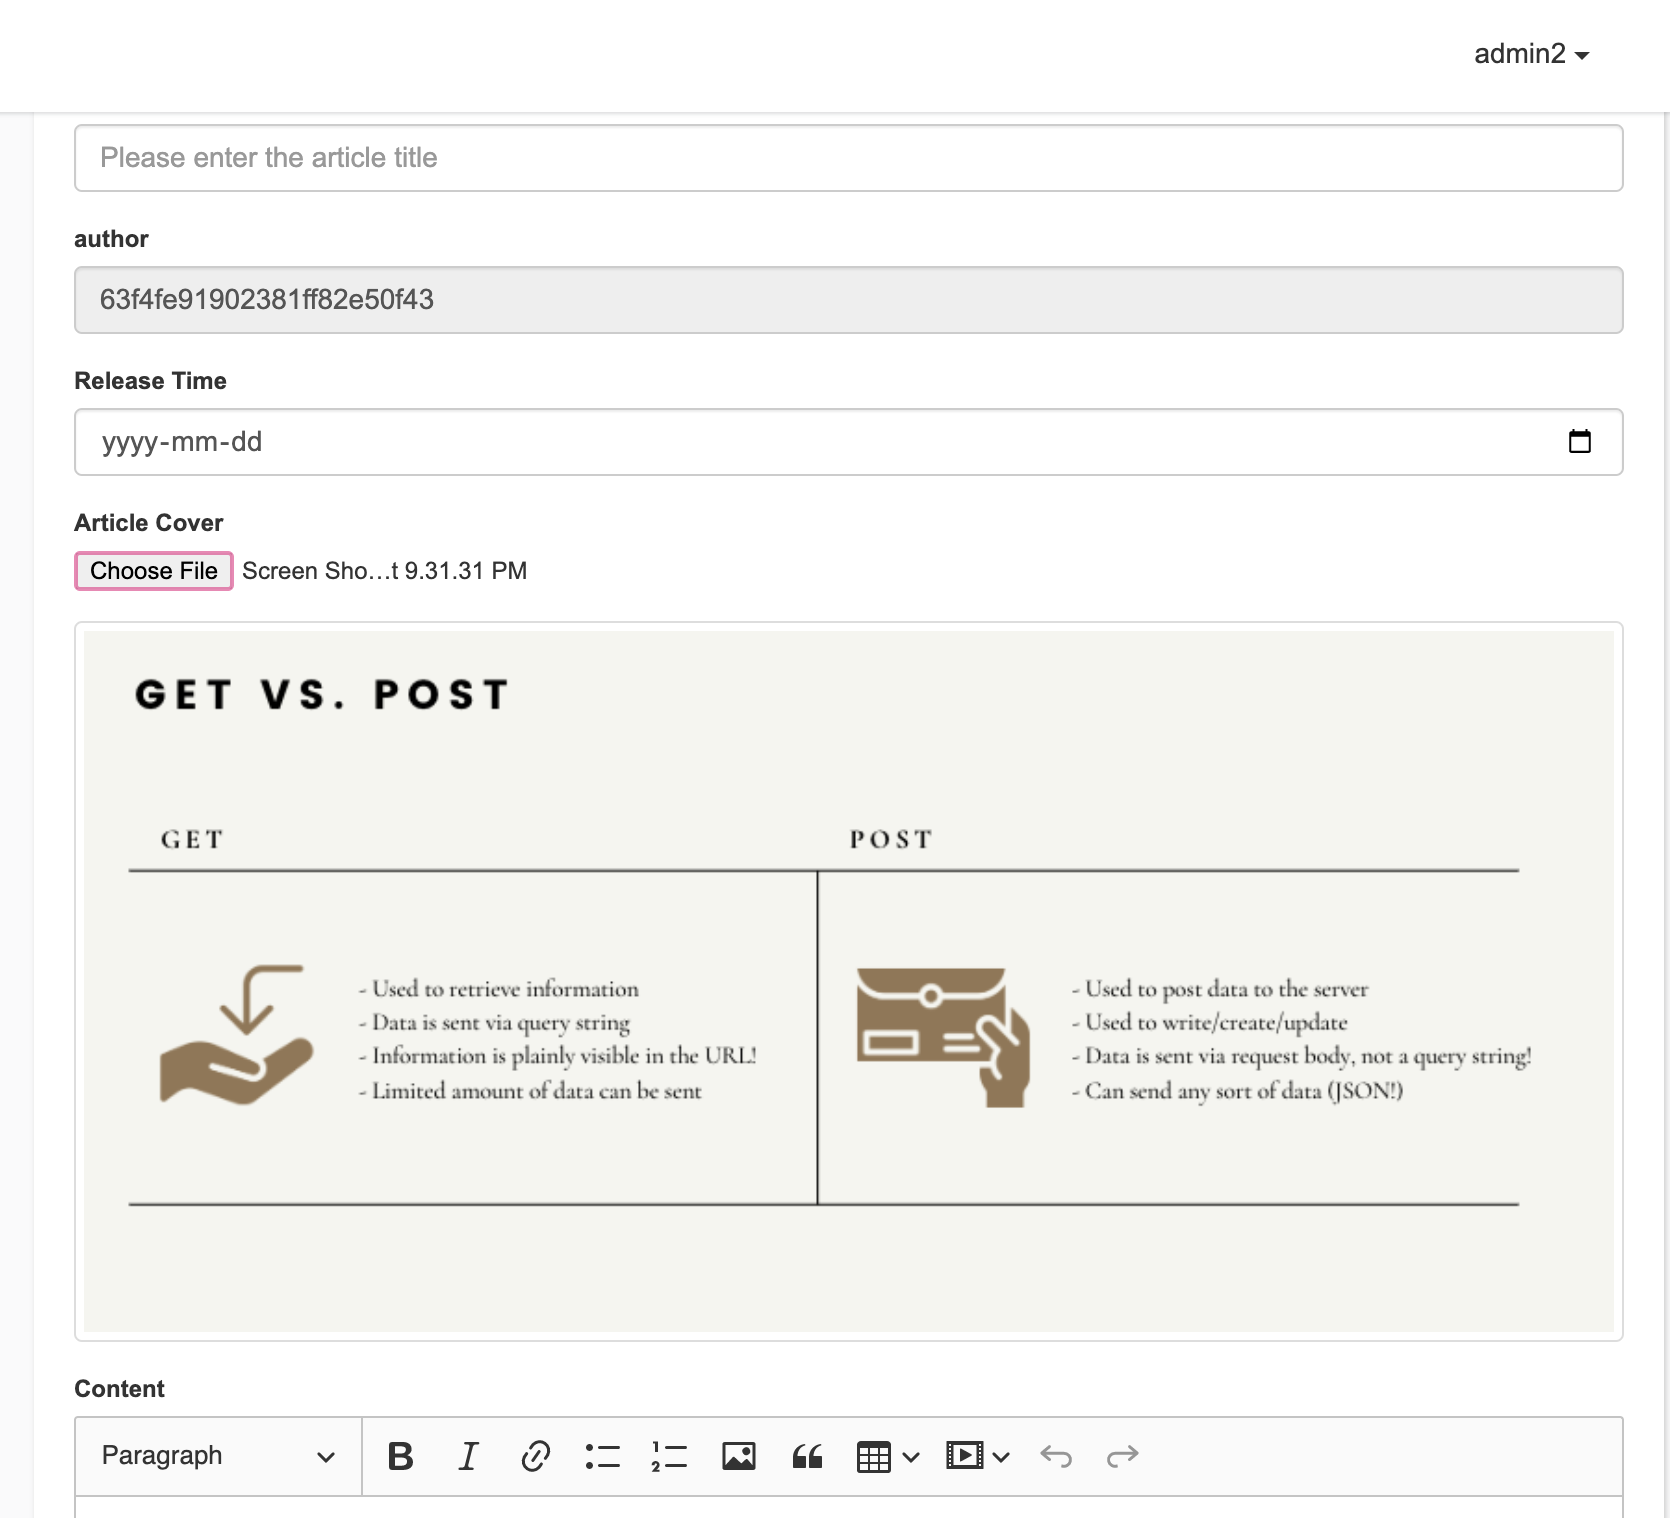 admin2
Please enter the article title
author
63f4fe91902381ff82e50f43
Release Time
yyyy-mm-dd
Article Cover
Choose File Screen Sho...t 9.31.31 PM
GET VS. POST
GET
POST
- Used to retrieve information
- Data is sent via query string
- Information is plainly visible in the URL!
- Limited amount of data can be sent
- Used to post data to the server
- Used to write/create/update
- Data is sent via request body, not a query string!
- Can send any sort of data (JSON!)
Content
Paragraph